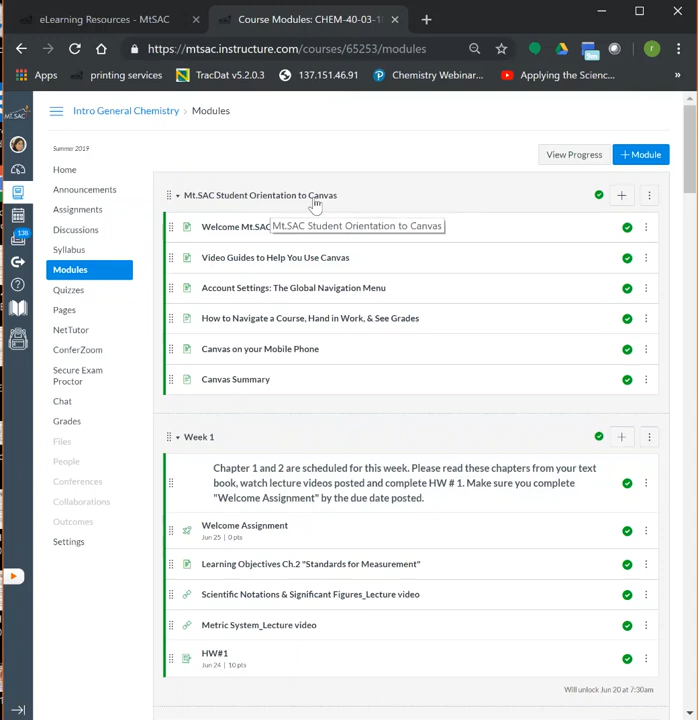 eLearning Resources - MtSAC
Course Modules: CHEM-40-03-1
https://mtsac.instructure.com/courses/65253/modules
r
9m
Apps
printing services
TracDat v5.2.0.3
137.151.46.91
Chemistry Webinar...
Applying the Scienc...
»
MT. SAC
Intro General Chemistry > Modules
Summer 2019
138
Home
Announcements
Assignments
Discussions
Syllabus
Modules
Quizzes
Pages
NetTutor
ConferZoom
Secure Exam
Proctor
Chat
Grades
Files
People
Conferences
Collaborations
Outcomes
Settings
View Progress
+ Module
Mt.SAC Student Orientation to Canvas
Welcome Mt.SAC
Mt.SAC Student Orientation to Canvas
Video Guides to Help You Use Canvas
Account Settings: The Global Navigation Menu
How to Navigate a Course, Hand in Work, & See Grades
Canvas on your Mobile Phone
Canvas Summary
Week 1
Chapter 1 and 2 are scheduled for this week. Please read these chapters from your text
book, watch lecture videos posted and complete HW # 1. Make sure you complete
"Welcome Assignment" by the due date posted.
Welcome Assignment
Jun 25 | 0 pts
Learning Objectives Ch.2 "Standards for Measurement"
Scientific Notations & Significant Figures_Lecture video
Metric System_Lecture video
HW#1
Jun 24 | 10 pts
Will unlock Jun 20 at 7:30am